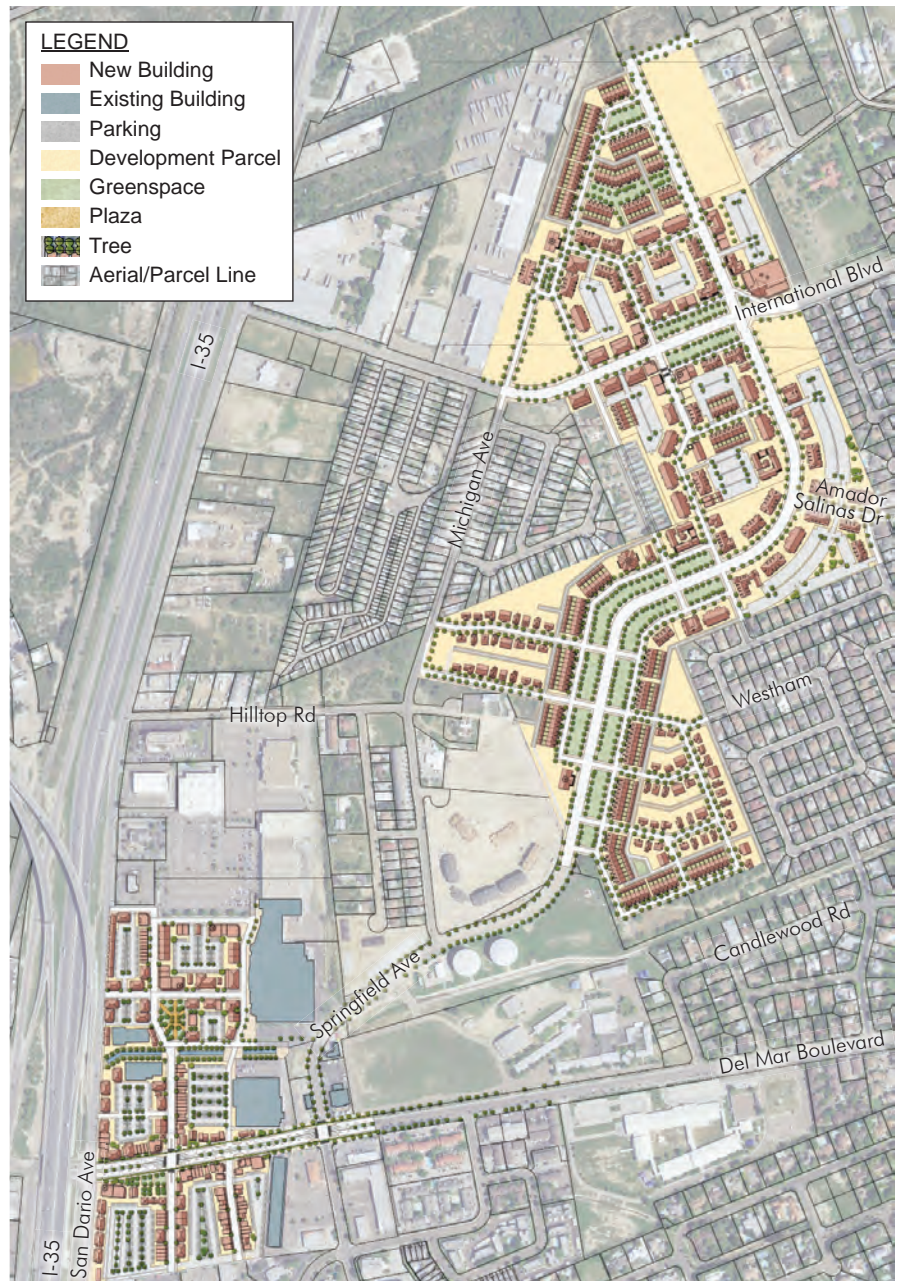 LEGEND
New Building
Existing Building
Parking
Development Parcel
Greenspace
Plaza
Tree
Aerial/Parcel Line
International Blvd
I-35
Michigan Ave
Amador
Salinas Dr
Westham
Hilltop Rd
Candlewood Rd
Springfield Ave
Del Mar Boulevard
San Dario Ave
I-35